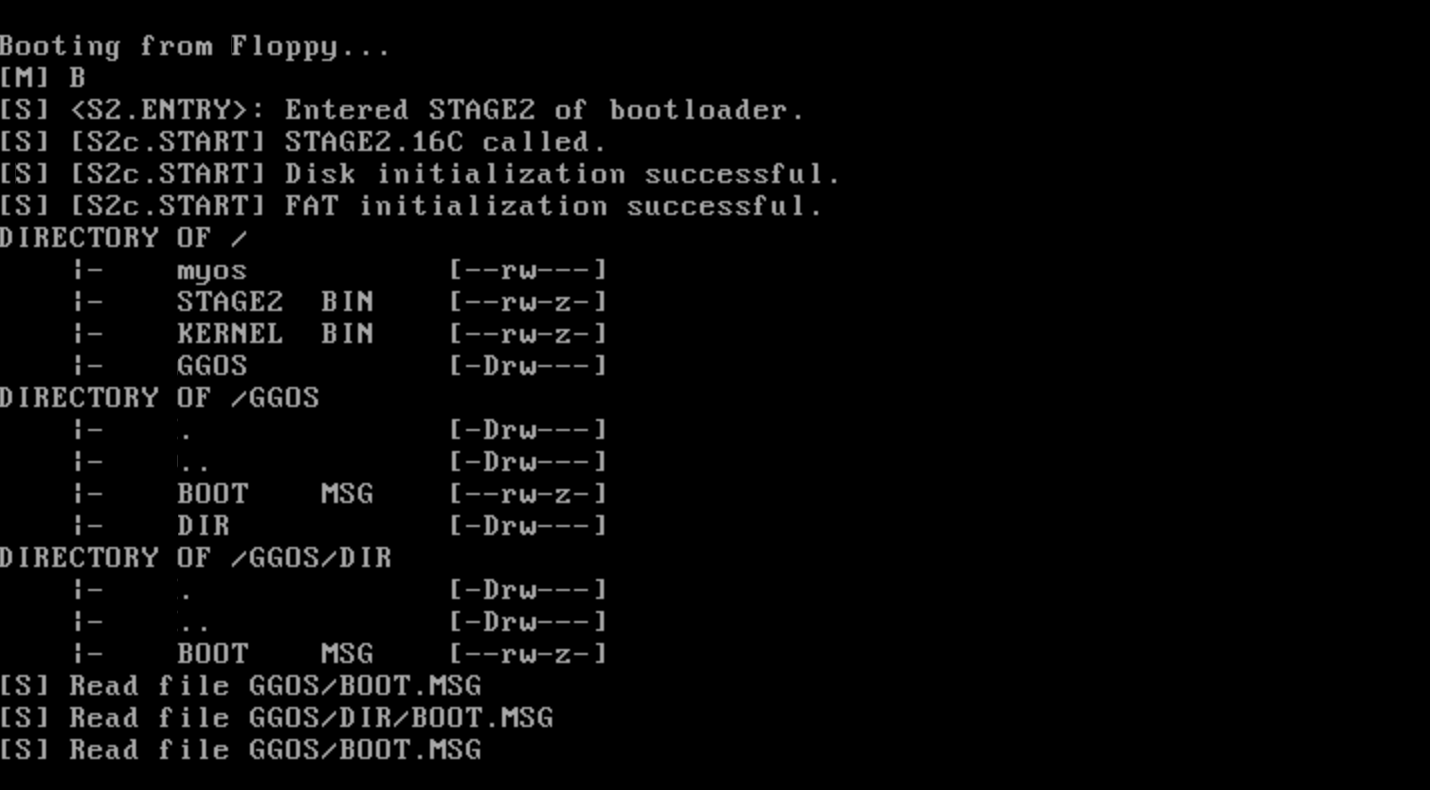 Booting from Floppy...
[M] B
[S] <S2.ENTRY>: Entered STAGE2 of bootloader.
[S] [S2c.START] STAGE2.16C called.
[S] [S2c.START] Disk initialization successful.
[S] [S2c.START] FAT initialization successful.
DIRECTORY OF /
    |-    myos            [--rw---]
    |-    STAGE2  BIN    [--rw-z-]
    |-    KERNEL  BIN    [--rw-z-]
    |-    GGOS            [-Drw---]
DIRECTORY OF /GGOS
    |-    .               [-Drw---]
    |-    ..              [-Drw---]
    |-    BOOT    MSG    [--rw-z-]
    |-    DIR             [-Drw---]
DIRECTORY OF /GGOS/DIR
    |-    .               [-Drw---]
    |-    ..              [-Drw---]
    |-    BOOT    MSG    [--rw-z-]
[S] Read file GGOS/BOOT.MSG
[S] Read file GGOS/DIR/BOOT.MSG
[S] Read file GGOS/BOOT.MSG